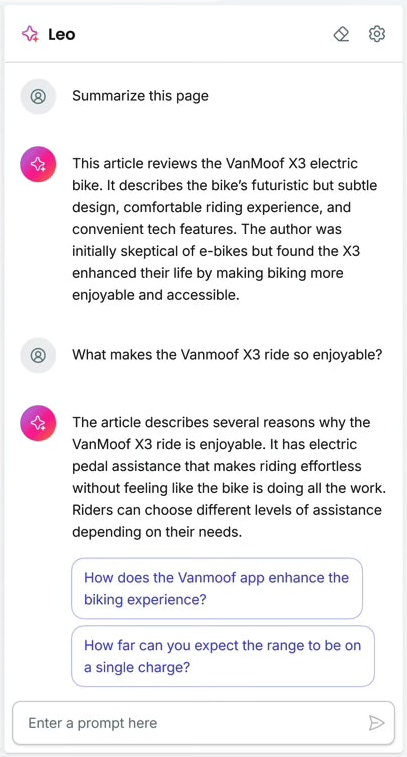 Leo
Summarize this page
This article reviews the VanMoof X3 electric
bike. It describes the bike’s futuristic but subtle
design, comfortable riding experience, and
convenient tech features. The author was
initially skeptical of e-bikes but found the X3
enhanced their life by making biking more
enjoyable and accessible.
What makes the Vanmoof X3 ride so enjoyable?
The article describes several reasons why the
VanMoof X3 ride is enjoyable. It has electric
pedal assistance that makes riding effortless
without feeling like the bike is doing all the work.
Riders can choose different levels of assistance
depending on their needs.
How does the Vanmoof app enhance the
biking experience?
How far can you expect the range to be on
a single charge?
Enter a prompt here